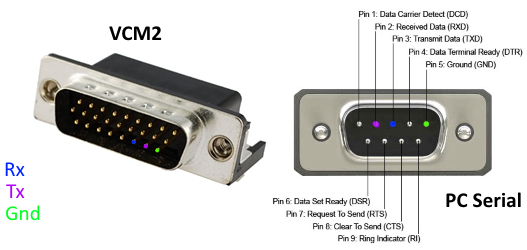 VCM2
Rx
Tx
Gnd
Pin 1: Data Carrier Detect (DCD)
Pin 2: Received Data (RXD)
Pin 3: Transmit Data (TXD)
Pin 4: Data Terminal Ready (DTR)
Pin 5: Ground (GND)
Pin 6: Data Set Ready (DSR)
Pin 7: Request To Send (RTS)
Pin 8: Clear To Send (CTS)
Pin 9: Ring Indicator (RI)
PC Serial